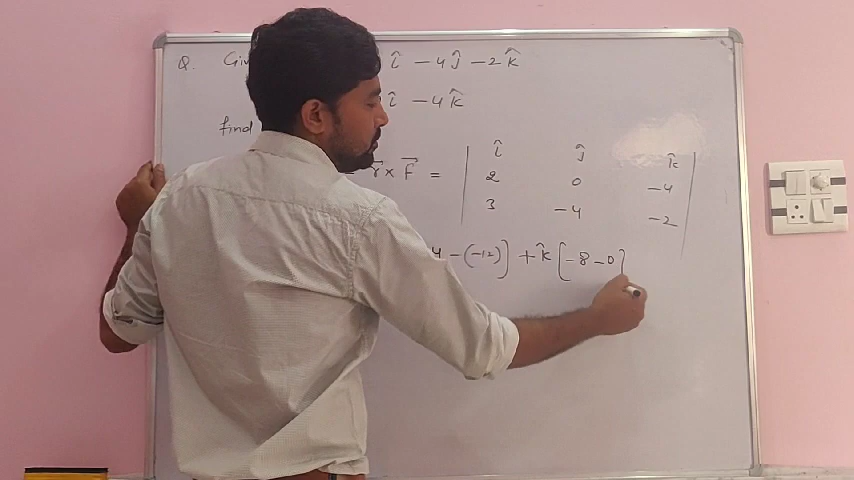 Q. Giv î - 4ĵ - 2k̂
î - 4k̂
find
= r⃗ × F⃗ = | î ĵ k̂
2 0 -4
3 -4 -2 |
4 - (-12)] + k̂ [-8 - 0]